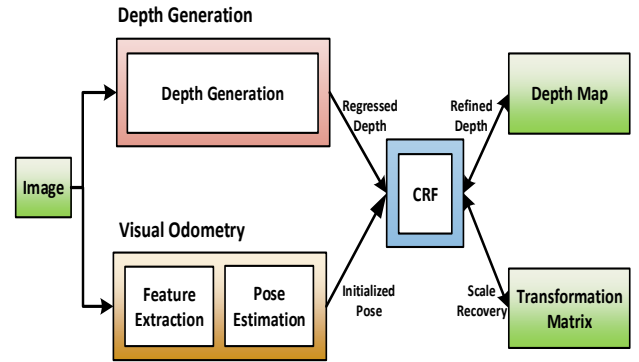 Depth Generation
Depth Generation
Regressed
Depth
Refined
Depth
Depth Map
Image
CRF
Visual Odometry
Feature
Extraction
Pose
Estimation
Initialized
Pose
Scale
Recovery
Transformation
Matrix